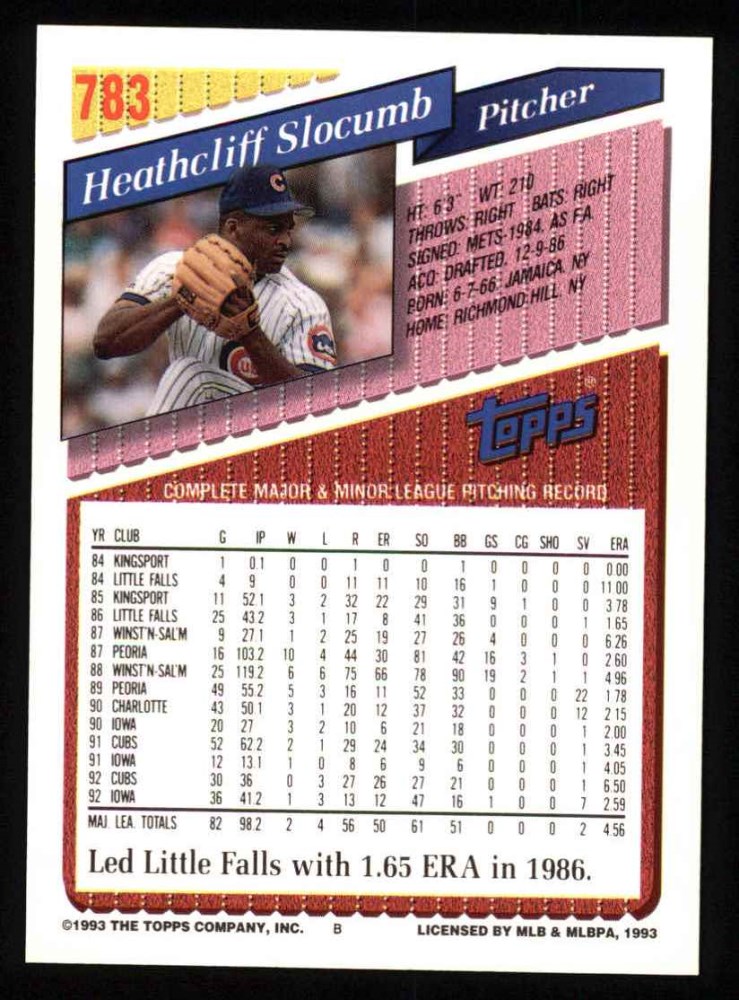 783
Heathcliff Slocumb
Pitcher
HT: 6'3" WT: 210
THROWS: RIGHT BATS: RIGHT
SIGNED: METS-1984, AS F.A.
ACQ: DRAFTED, 12-9-86
BORN: 6-7-66, JAMAICA, NY
HOME: RICHMOND HILL, NY
Topps®
COMPLETE MAJOR & MINOR LEAGUE PITCHING RECORD
YR CLUB G IP W L R ER SO BB GS CG SHO SV ERA
84 KINGSPORT 1 0.1 0 0 1 0 0 1 0 0 0 0 0.00
84 LITTLE FALLS 4 9 0 0 11 11 10 16 1 0 0 0 11.00
85 KINGSPORT 11 52.1 3 2 32 22 29 31 9 1 0 0 3.78
86 LITTLE FALLS 25 43.2 3 1 17 8 41 36 0 0 0 1 1.65
87 WINST'N-SAL'M 9 27.1 1 2 25 19 27 26 4 0 0 0 6.26
87 PEORIA 16 103.2 10 4 44 30 81 42 16 3 1 0 2.60
88 WINST'N-SAL'M 25 119.2 6 6 75 66 78 90 19 2 1 1 4.96
89 PEORIA 49 55.2 5 3 16 11 52 33 0 0 0 22 1.78
90 CHARLOTTE 43 50.1 3 1 20 12 37 32 0 0 0 12 2.15
90 IOWA 20 27 3 2 10 6 21 18 0 0 0 1 2.00
91 CUBS 52 62.2 2 1 29 24 34 30 0 0 0 1 3.45
91 IOWA 12 13.1 1 0 8 6 9 6 0 0 0 1 4.05
92 CUBS 30 36 0 3 27 26 27 21 0 0 0 1 6.50
92 IOWA 36 41.2 1 3 13 12 47 16 1 0 0 7 2.59
MAJ. LEA. TOTALS 82 98.2 2 4 56 50 61 51 0 0 0 2 4.56
Led Little Falls with 1.65 ERA in 1986.
©1993 THE TOPPS COMPANY, INC. B LICENSED BY MLB & MLBPA, 1993